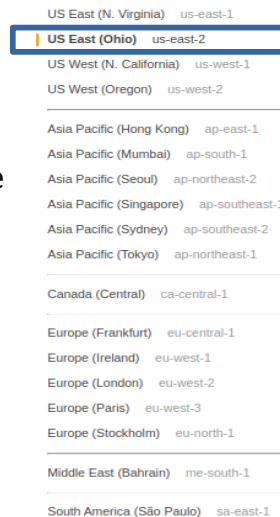 US East (N. Virginia) us-east-1
US East (Ohio) us-east-2
US West (N. California) us-west-1
US West (Oregon) us-west-2
Asia Pacific (Hong Kong) ap-east-1
Asia Pacific (Mumbai) ap-south-1
e
Asia Pacific (Seoul) ap-northeast-2
Asia Pacific (Singapore) ap-southeast-1
Asia Pacific (Sydney) ap-southeast-2
Asia Pacific (Tokyo) ap-northeast-1
Canada (Central) ca-central-1
Europe (Frankfurt) eu-central-1
Europe (Ireland) eu-west-1
Europe (London) eu-west-2
Europe (Paris) eu-west-3
Europe (Stockholm) eu-north-1
Middle East (Bahrain) me-south-1
South America (São Paulo) sa-east-1